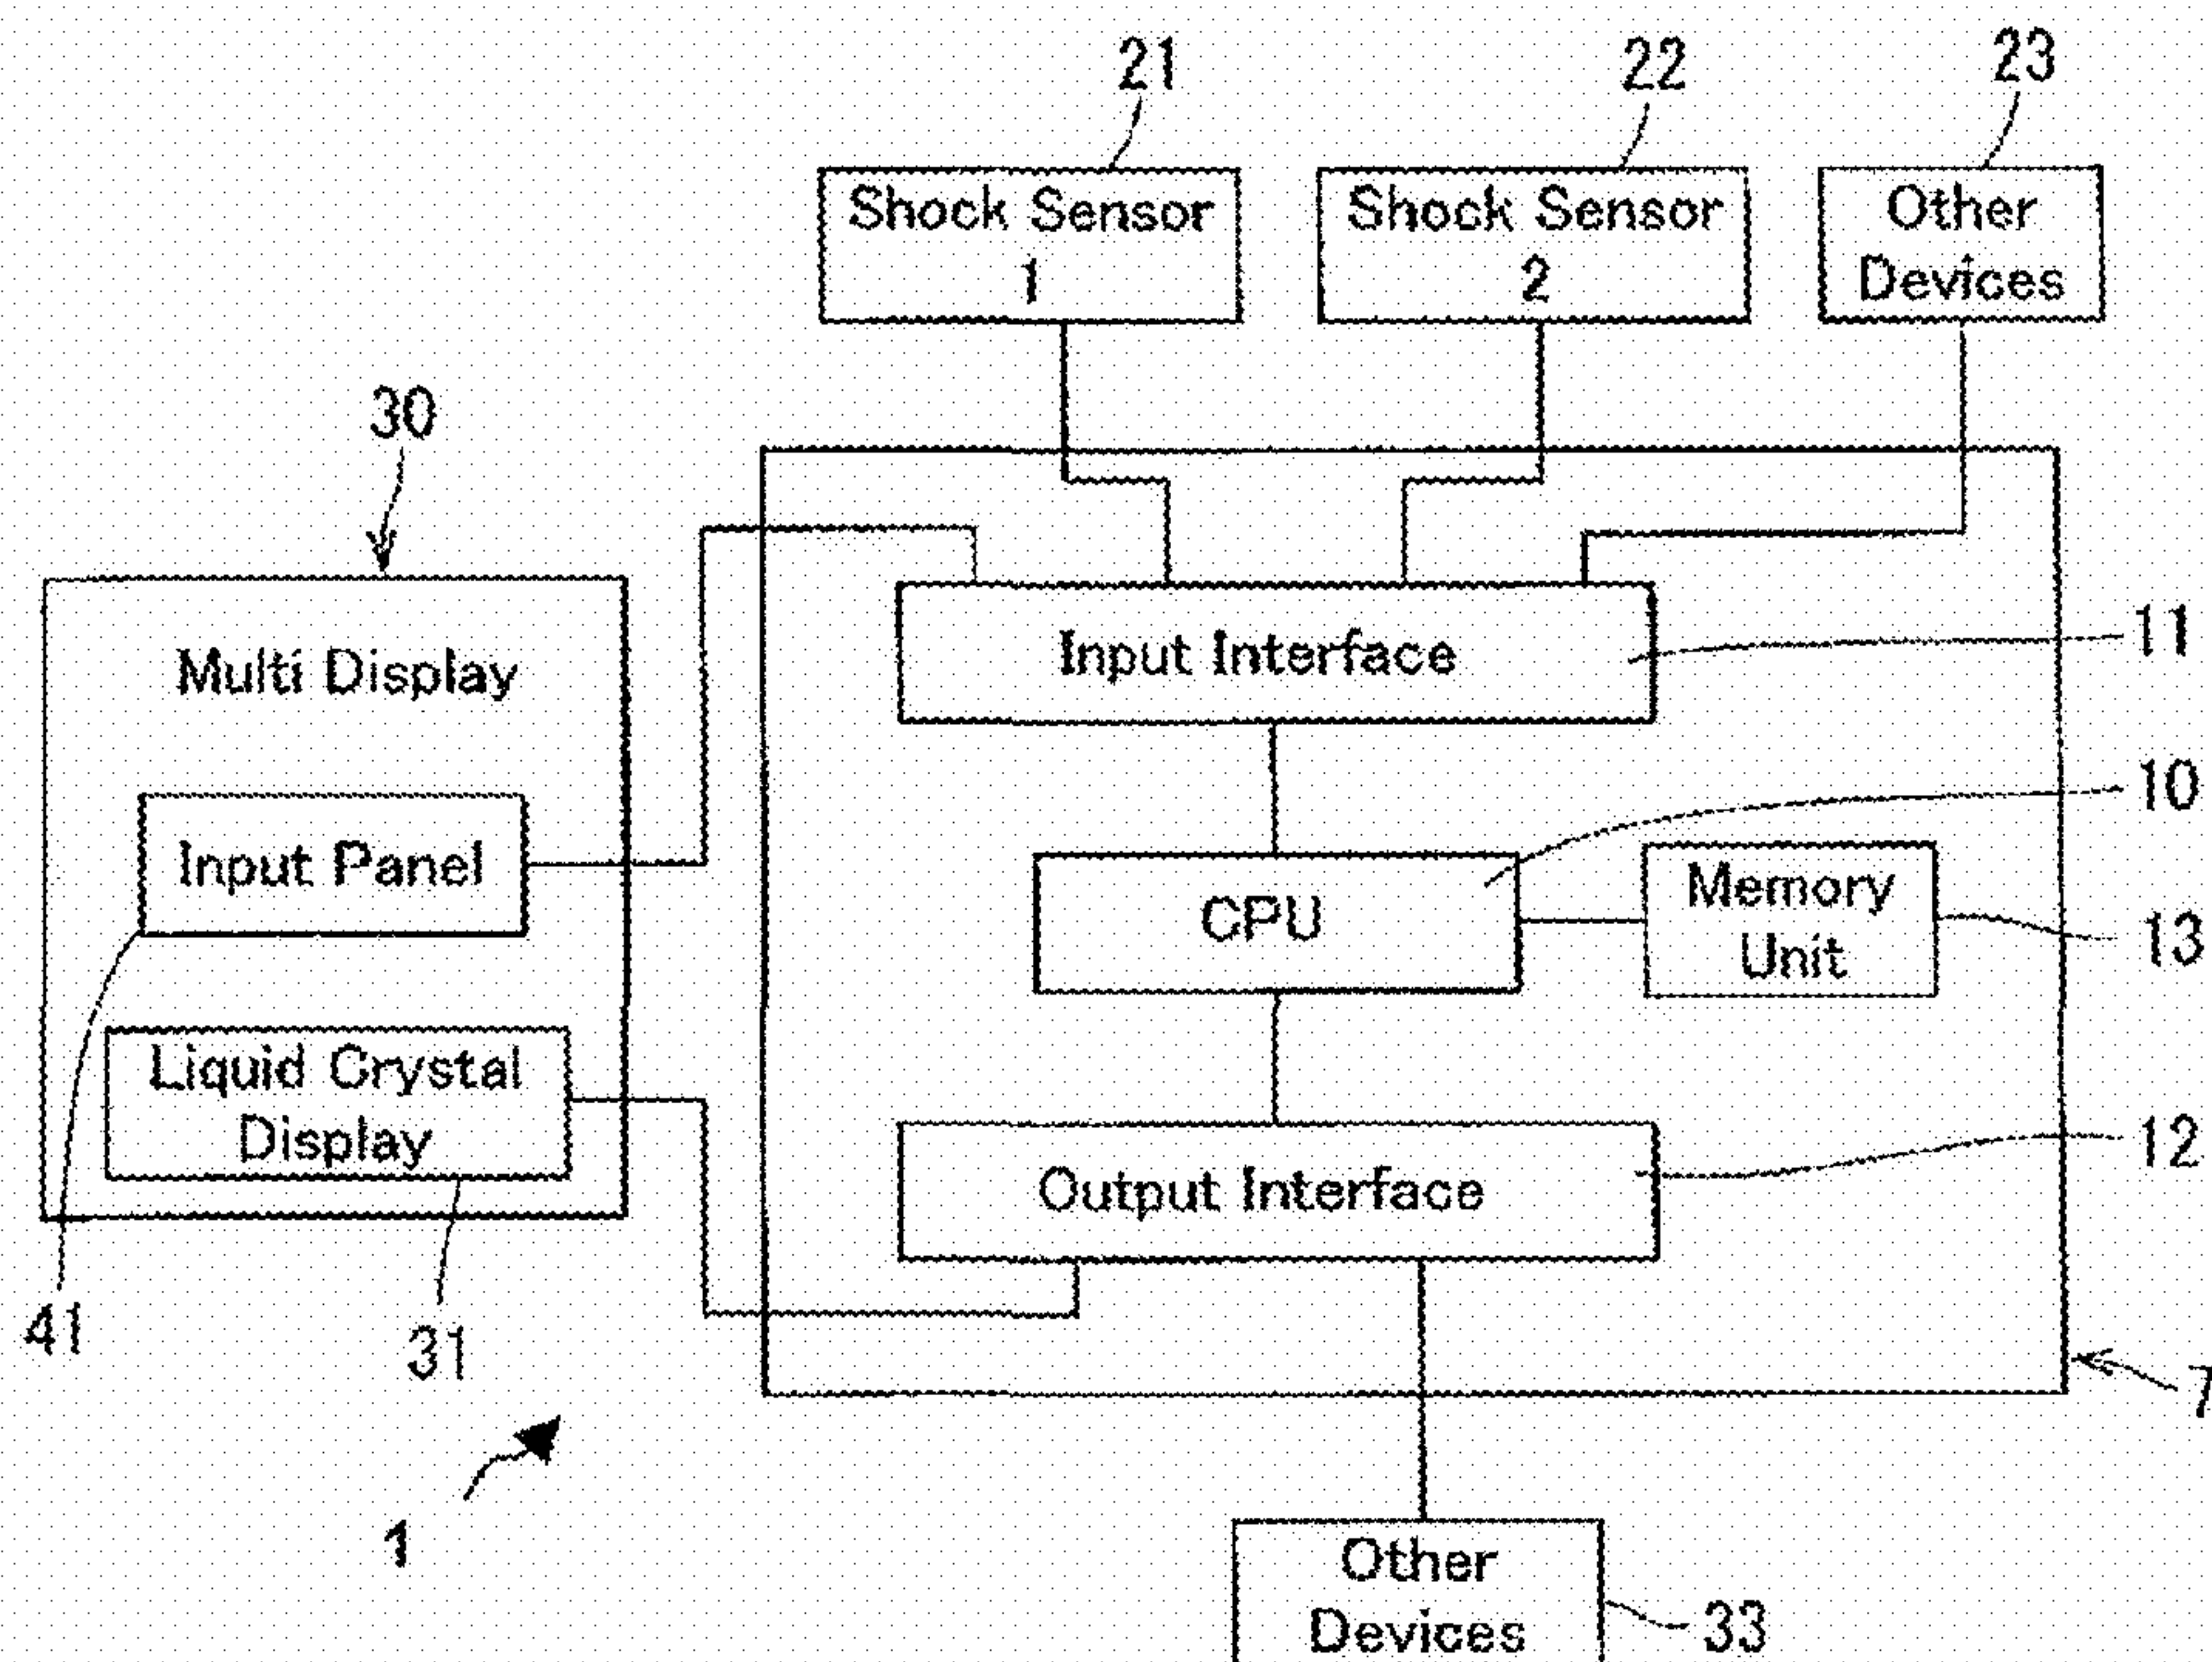 21
22
23
Shock Sensor
1
Shock Sensor
2
Other
Devices
30
Multi Display
Input Interface
11
10
Input Panel
CPU
Memory
Unit
13
Liquid Crystal
Display
Output Interface
12
41
31
7
1
Other
Devices
33